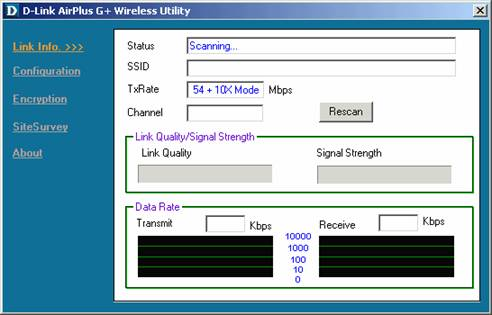 D D-Link AirPlus G+ Wireless Utility
Link Info. >>>
Configuration
Encryption
SiteSurvey
About
Status Scanning...
SSID
TxRate 54 + 10X Mode Mbps
Channel Rescan
Link Quality/Signal Strength
Link Quality Signal Strength
Data Rate
Transmit Kbps Receive Kbps
10000
1000
100
10
0